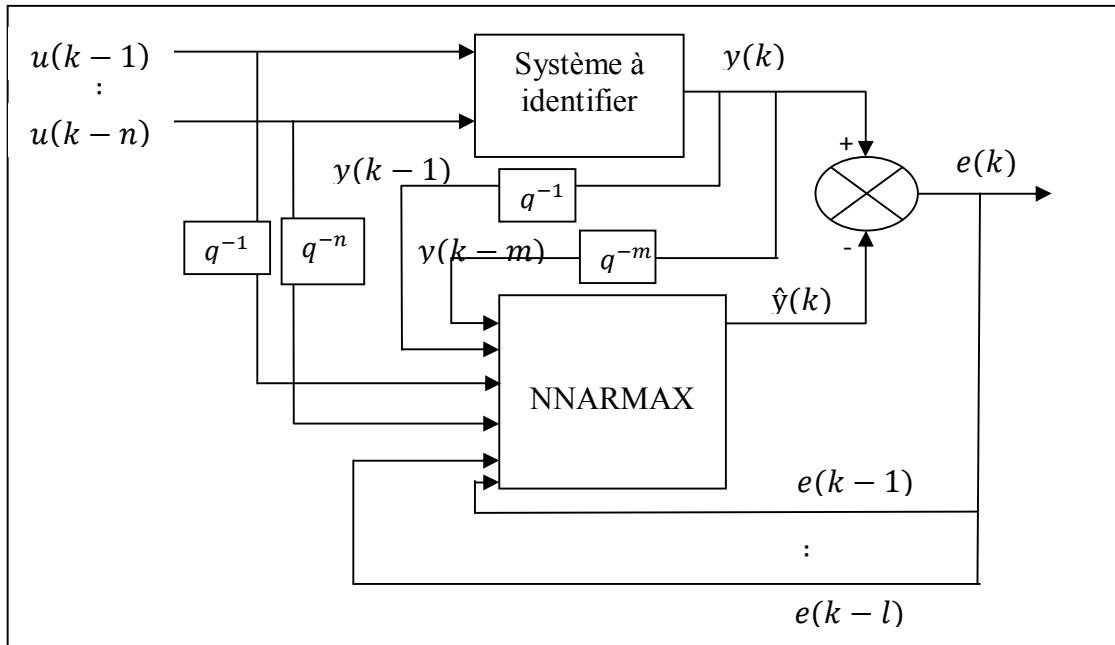 u(k − 1)
:
u(k − n)
Système à
identifier
y(k)
+
e(k)
y(k − 1)
q⁻¹
q⁻¹
q⁻ⁿ
y(k − m)
q⁻ᵐ
-
ŷ(k)
NNARMAX
e(k − 1)
:
e(k − l)